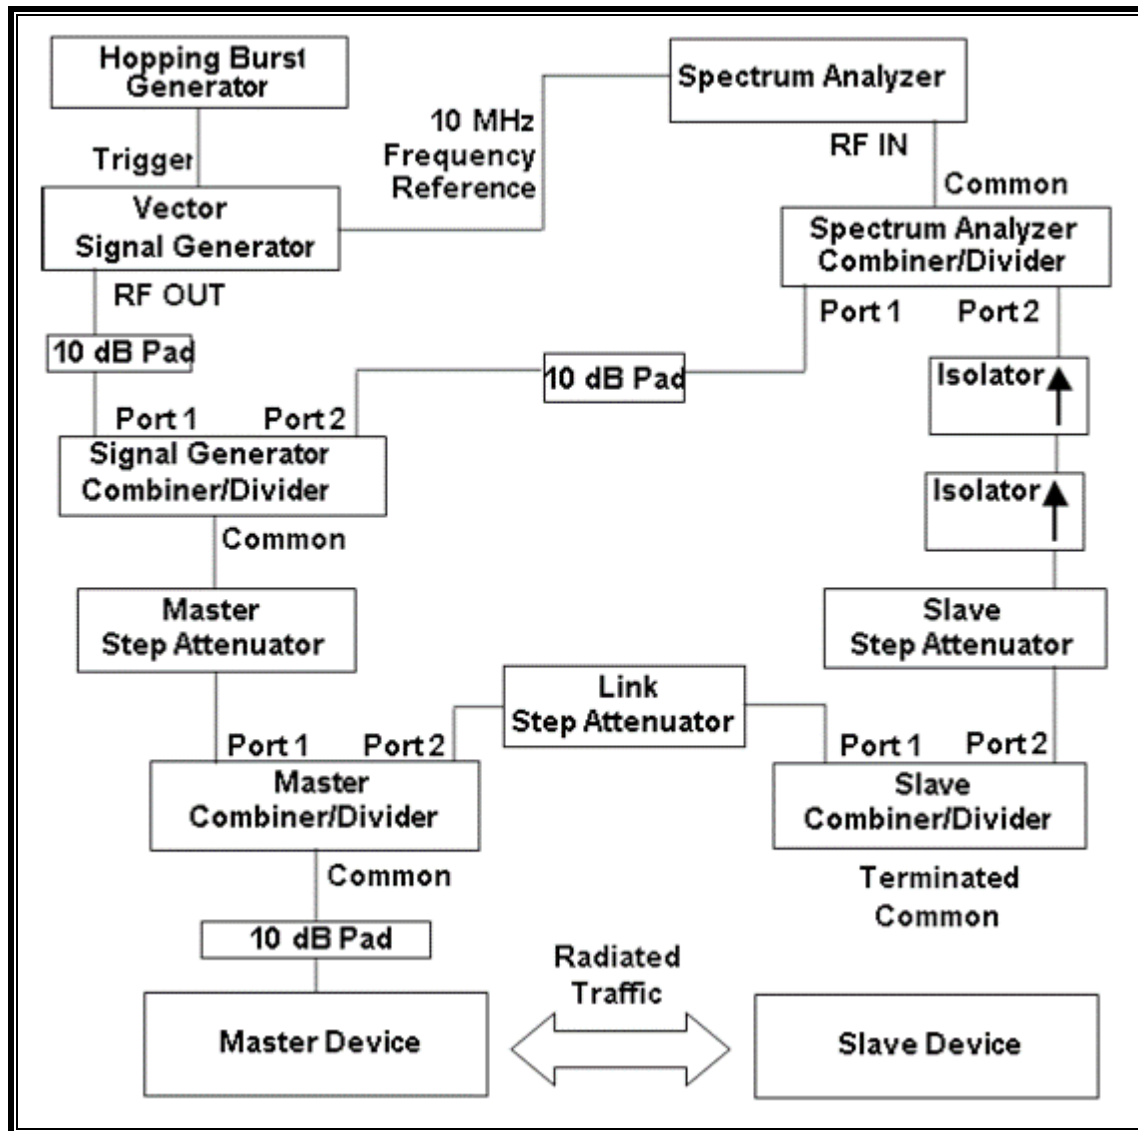 Hopping Burst
Generator
Spectrum Analyzer
10 MHz
Frequency
Reference
Trigger
RF IN
Common
Vector
Signal Generator
Spectrum Analyzer
Combiner/Divider
RF OUT
Port 1
Port 2
10 dB Pad
10 dB Pad
Isolator
Port 1
Port 2
Signal Generator
Combiner/Divider
Isolator
Common
Master
Step Attenuator
Slave
Step Attenuator
Link
Step Attenuator
Port 1
Port 2
Port 1
Port 2
Master
Combiner/Divider
Slave
Combiner/Divider
Common
Terminated
Common
10 dB Pad
Radiated
Traffic
Master Device
Slave Device